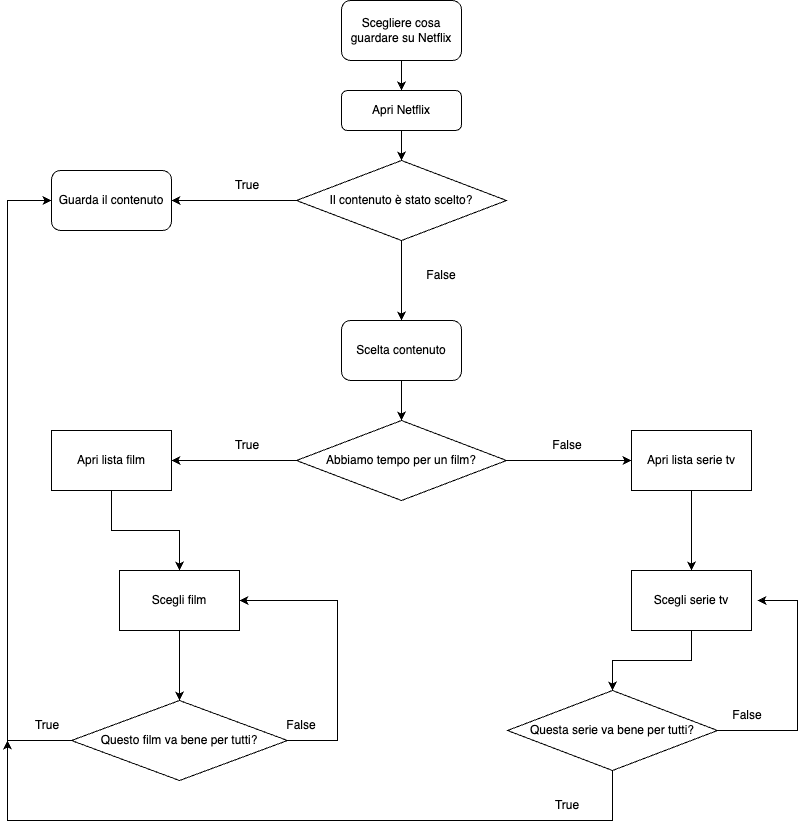 Scegliere cosa
guardare su Netflix
Apri Netflix
True
Guarda il contenuto
Il contenuto è stato scelto?
False
Scelta contenuto
True
False
Apri lista film
Abbiamo tempo per un film?
Apri lista serie tv
Scegli film
Scegli serie tv
True
False
False
Questo film va bene per tutti?
Questa serie va bene per tutti?
True